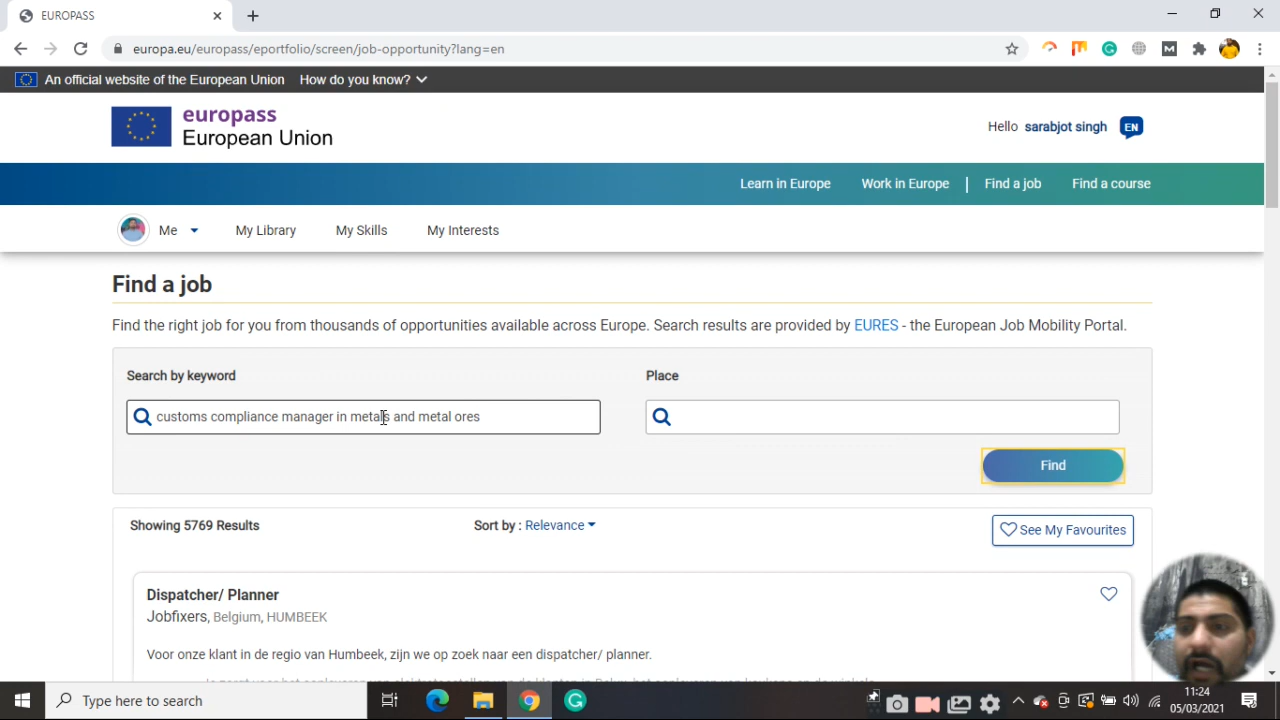 EUROPASS
europa.eu/europass/eportfolio/screen/job-opportunity?lang=en
An official website of the European Union How do you know?
europass
European Union
Hello sarabjot singh EN
Learn in Europe Work in Europe | Find a job Find a course
Me My Library My Skills My Interests
Find a job
Find the right job for you from thousands of opportunities available across Europe. Search results are provided by EURES - the European Job Mobility Portal.
Search by keyword Place
customs compliance manager in metals and metal ores
Find
Showing 5769 Results Sort by : Relevance See My Favourites
Dispatcher/ Planner
Jobfixers, Belgium, HUMBEEK
Voor onze klant in de regio van Humbeek, zijn we op zoek naar een dispatcher/ planner.
Type here to search
11:24
05/03/2021